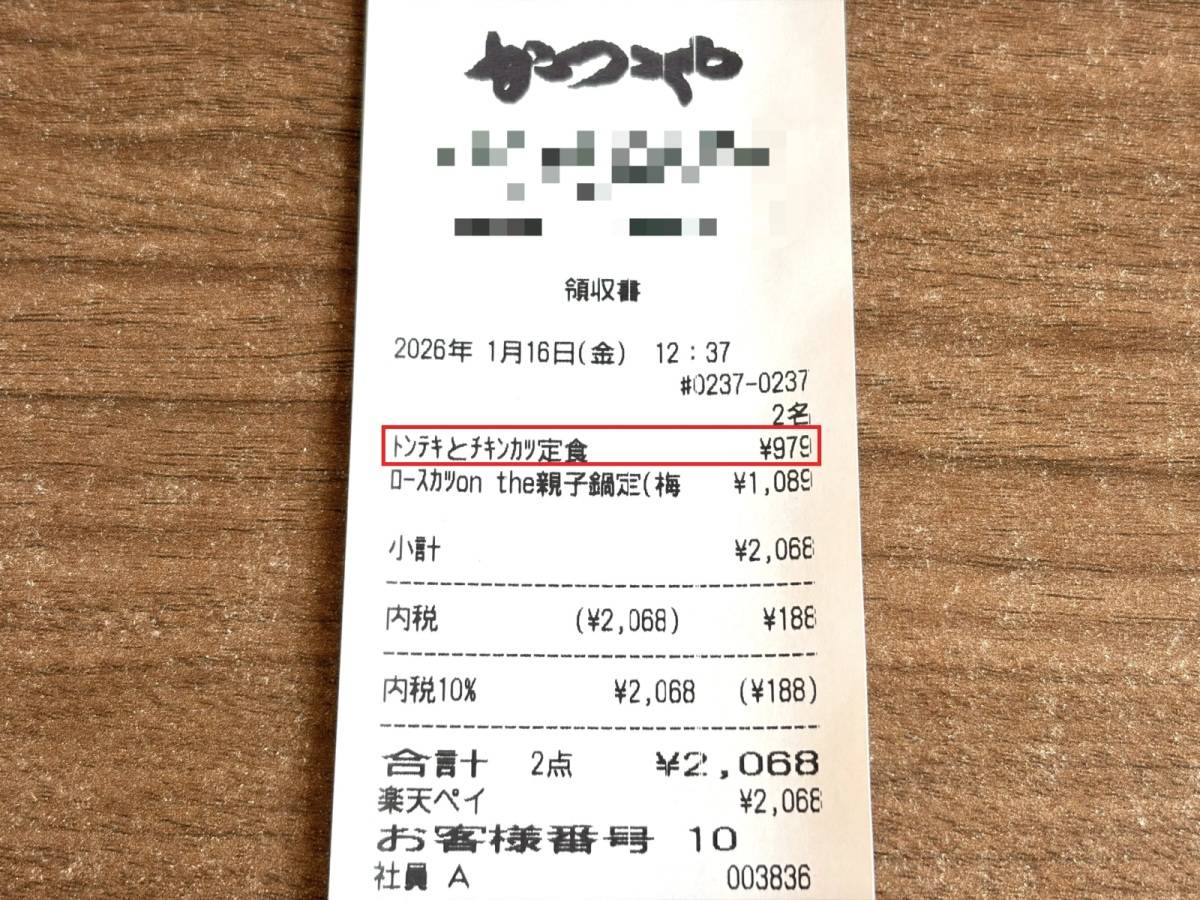 かつや
領収書
2026年 1月16日(金) 12:37
#0237-0237
2名
ﾄﾝﾃｷとﾁｷﾝｶﾂ定食 ¥979
ﾛｰｽｶﾂon the親子鍋定(梅 ¥1,089
小計 ¥2,068
内税 (¥2,068) ¥188
内税10% ¥2,068 (¥188)
合計 2点 ¥2,068
楽天ペイ ¥2,068
お客様番号 10
社員 A 003836